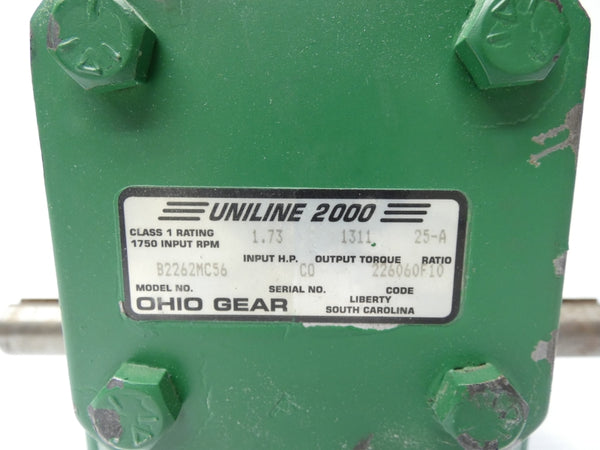 UNILINE 2000
CLASS 1 RATING
1750 INPUT RPM
1.73 1311 25-A
INPUT H.P. OUTPUT TORQUE RATIO
B2262MC56 CO 226060F10
MODEL NO. SERIAL NO. CODE
OHIO GEAR
LIBERTY
SOUTH CAROLINA